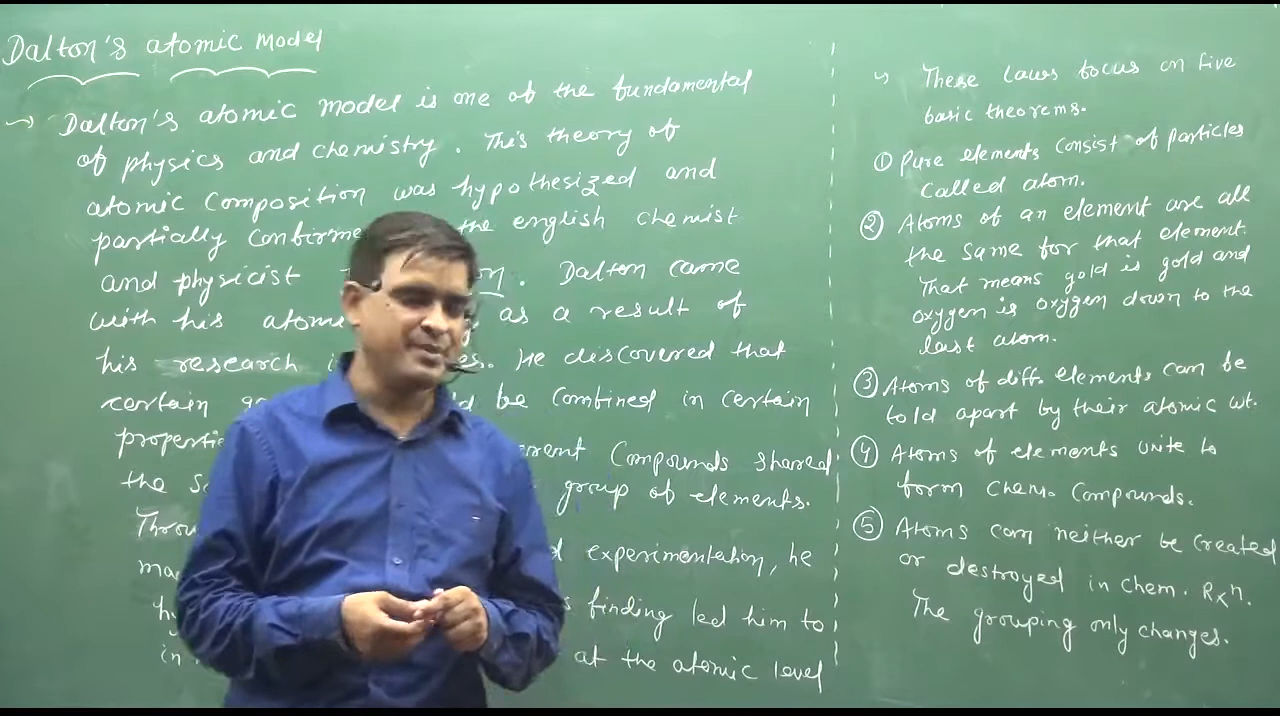 Dalton's atomic Model
→ Dalton's atomic model is one of the fundamental
of physics and chemistry. This theory of
atomic composition was hypothesized and
partially the english chemist
and physicist . Dalton came
with his as a result of
his research . He discovered that
certain be combined in certain
Compounds shared
the group of elements.
experimentation, he
finding led him to
in at the atomic level
↳ These laws focus on five
basic theorems.
① Pure elements consist of particles
called atom.
② Atoms of an element are all
the same for that element.
That means gold is gold and
oxygen is oxygen down to the
last atom.
③ Atoms of diff. elements can be
told apart by their atomic wt.
④ Atoms of elements unite to
form chem. Compounds.
⑤ Atoms can neither be created
or destroyed in chem. Rxn.
The grouping only changes.